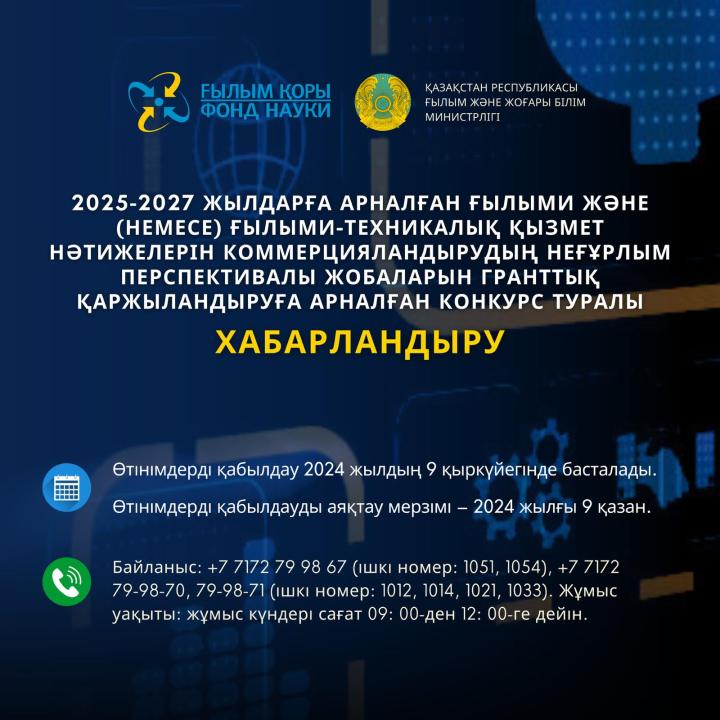 ҒЫЛЫМ ҚОРЫ
ФОНД НАУКИ
ҚАЗАҚСТАН РЕСПУБЛИКАСЫ
ҒЫЛЫМ ЖӘНЕ ЖОҒАРЫ БІЛІМ
МИНИСТРЛІГІ
2025-2027 ЖЫЛДАРҒА АРНАЛҒАН ҒЫЛЫМИ ЖӘНЕ
(НЕМЕСЕ) ҒЫЛЫМИ-ТЕХНИКАЛЫҚ ҚЫЗМЕТ
НӘТИЖЕЛЕРІН КОММЕРЦИЯЛАНДЫРУДЫҢ НЕҒҰРЛЫМ
ПЕРСПЕКТИВАЛЫ ЖОБАЛАРЫН ГРАНТТЫҚ
ҚАРЖЫЛАНДЫРУҒА АРНАЛҒАН КОНКУРС ТУРАЛЫ
ХАБАРЛАНДЫРУ
Өтінімдерді қабылдау 2024 жылдың 9 қыркүйегінде басталады.
Өтінімдерді қабылдауды аяқтау мерзімі – 2024 жылғы 9 қазан.
Байланыс: +7 7172 79 98 67 (ішкі номер: 1051, 1054), +7 7172
79-98-70, 79-98-71 (ішкі номер: 1012, 1014, 1021, 1033). Жұмыс
уақыты: жұмыс күндері сағат 09: 00-ден 12: 00-ге дейін.